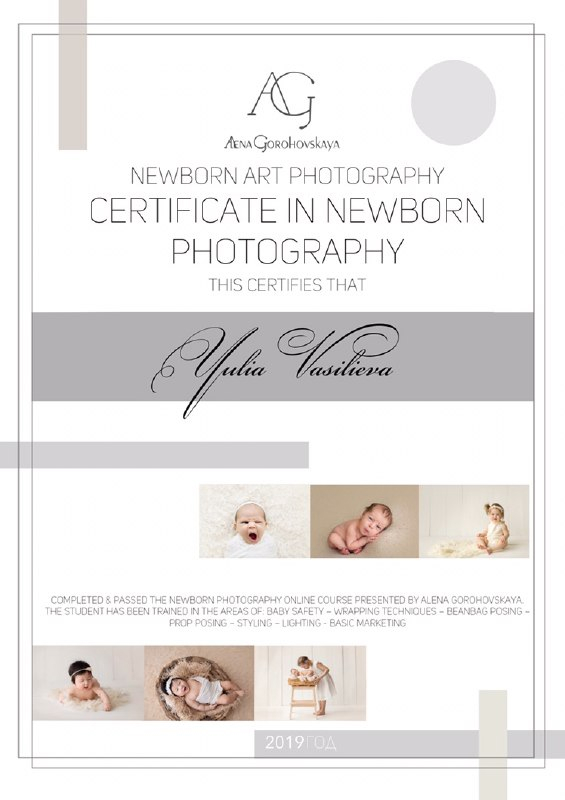 AG
Alena Gorohovskaya
NEWBORN ART PHOTOGRAPHY
CERTIFICATE IN NEWBORN
PHOTOGRAPHY
THIS CERTIFIES THAT
Yulia Vasilieva
COMPLETED & PASSED THE NEWBORN PHOTOGRAPHY ONLINE COURSE PRESENTED BY ALENA GOROHOVSKAYA.
THE STUDENT HAS BEEN TRAINED IN THE AREAS OF: BABY SAFETY – WRAPPING TECHNIQUES – BEANBAG POSING –
PROP POSING – STYLING – LIGHTING - BASIC MARKETING
2019ГОД